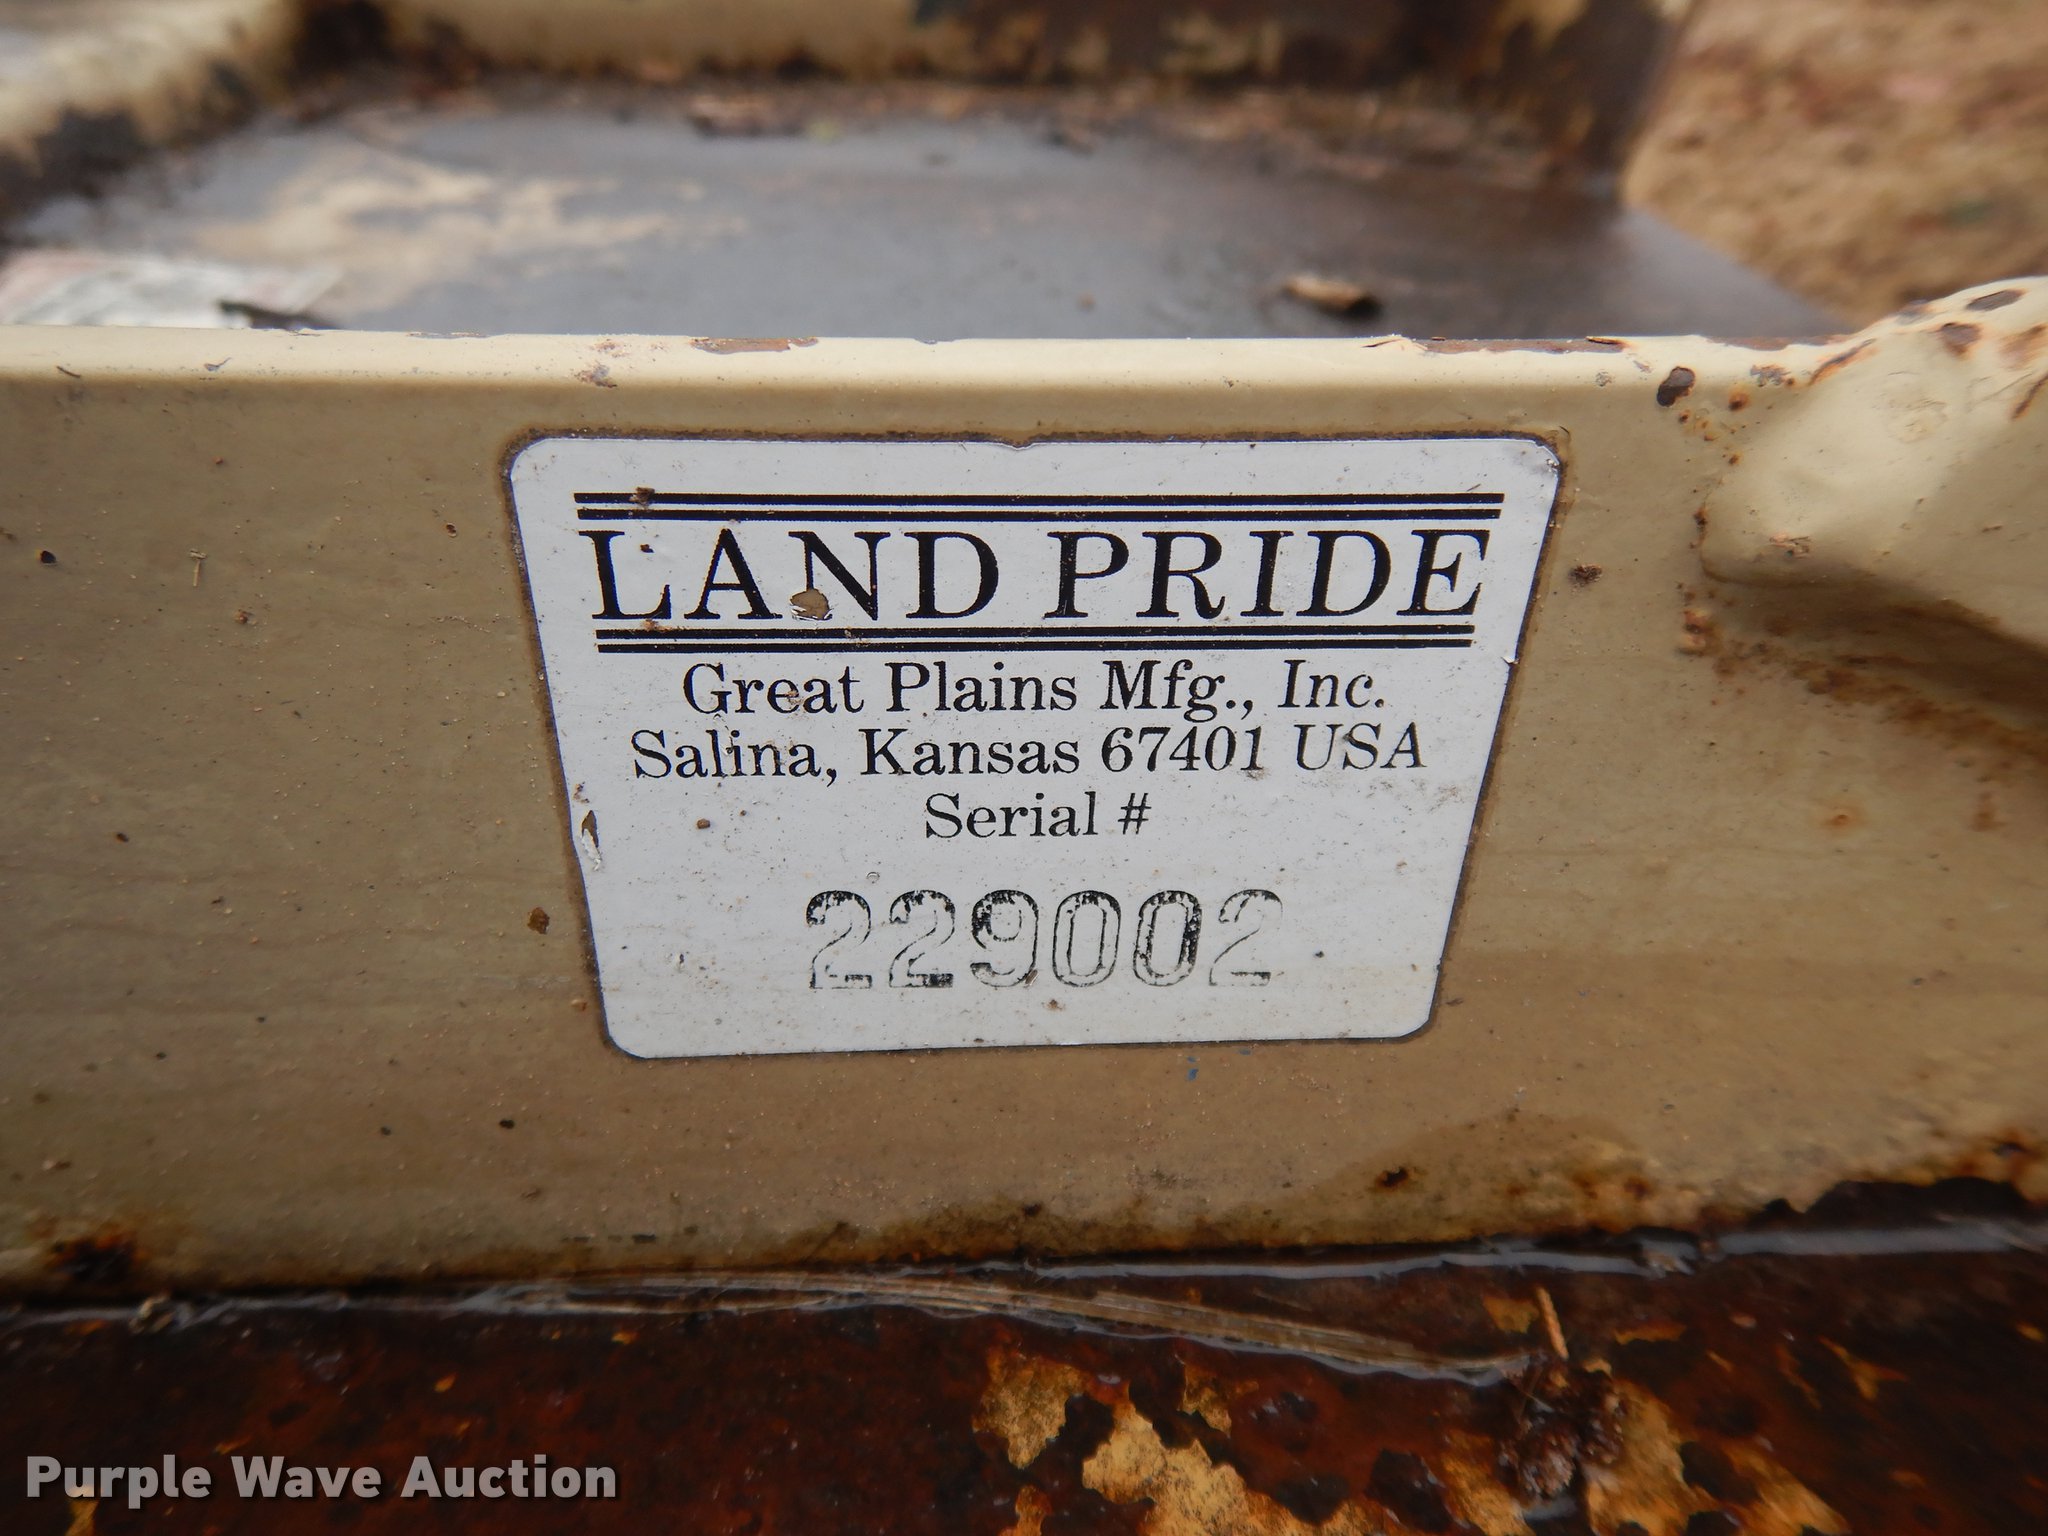 LAND PRIDE
Great Plains Mfg., Inc.
Salina, Kansas 67401 USA
Serial #
229002
Purple Wave Auction